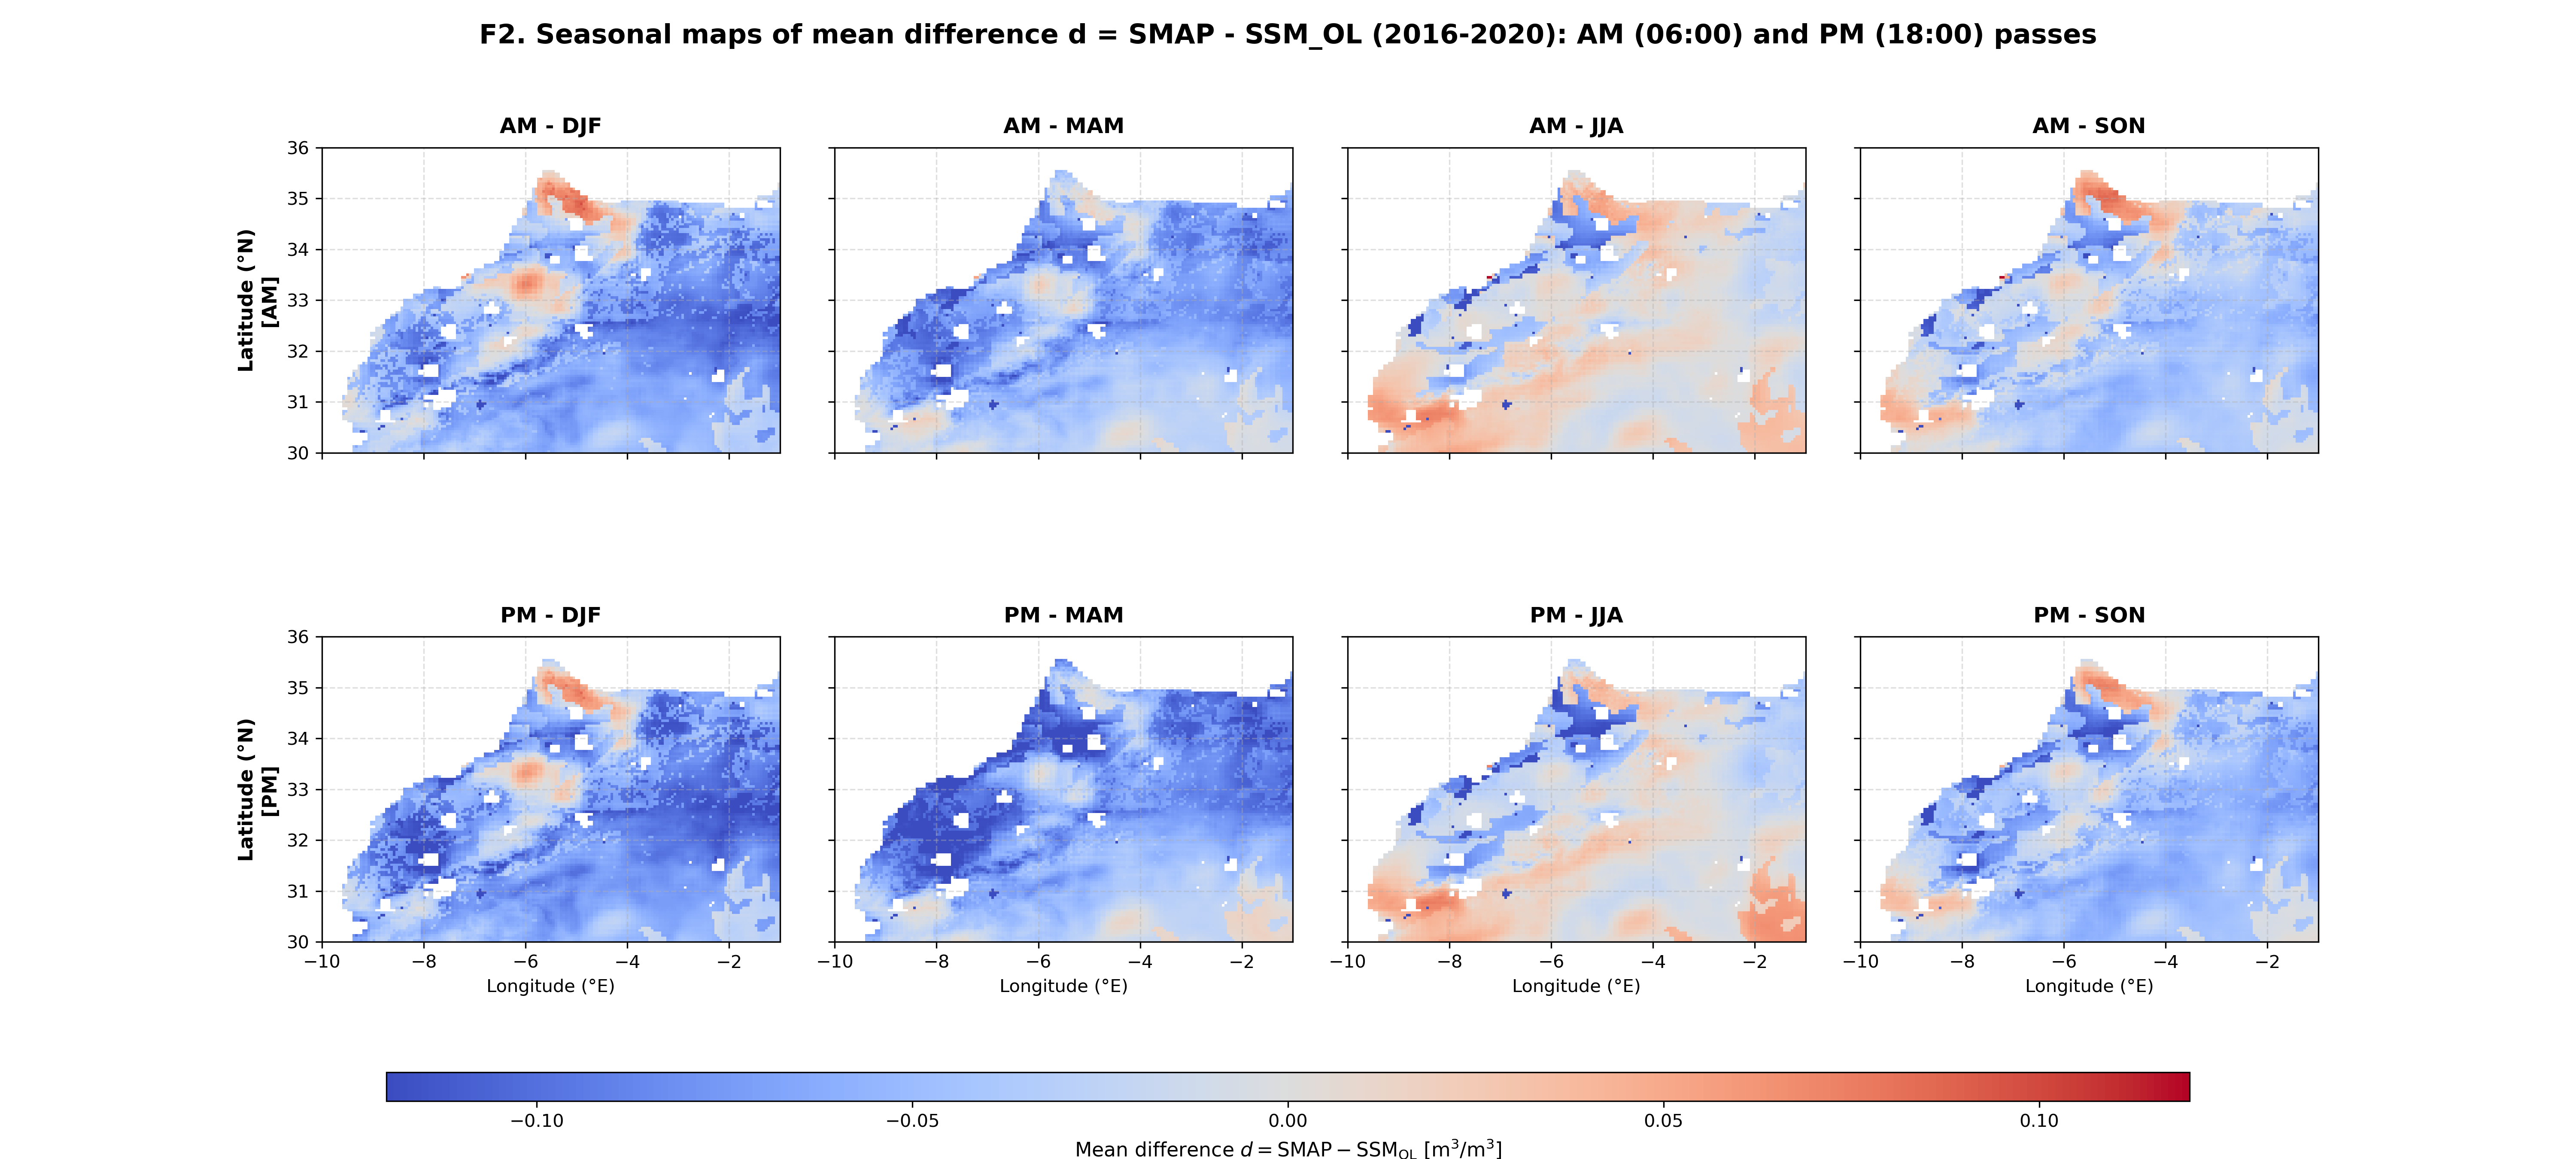 F2. Seasonal maps of mean difference d = SMAP - SSM_OL (2016-2020): AM (06:00) and PM (18:00) passes
AM - DJF
AM - MAM
AM - JJA
AM - SON
Latitude (°N)
[AM]
36
35
34
33
32
31
30
PM - DJF
PM - MAM
PM - JJA
PM - SON
Latitude (°N)
[PM]
36
35
34
33
32
31
30
−10 −8 −6 −4 −2
−10 −8 −6 −4 −2
−10 −8 −6 −4 −2
−10 −8 −6 −4 −2
Longitude (°E)
Longitude (°E)
Longitude (°E)
Longitude (°E)
−0.10 −0.05 0.00 0.05 0.10
Mean difference d = SMAP − SSM_OL [m³/m³]